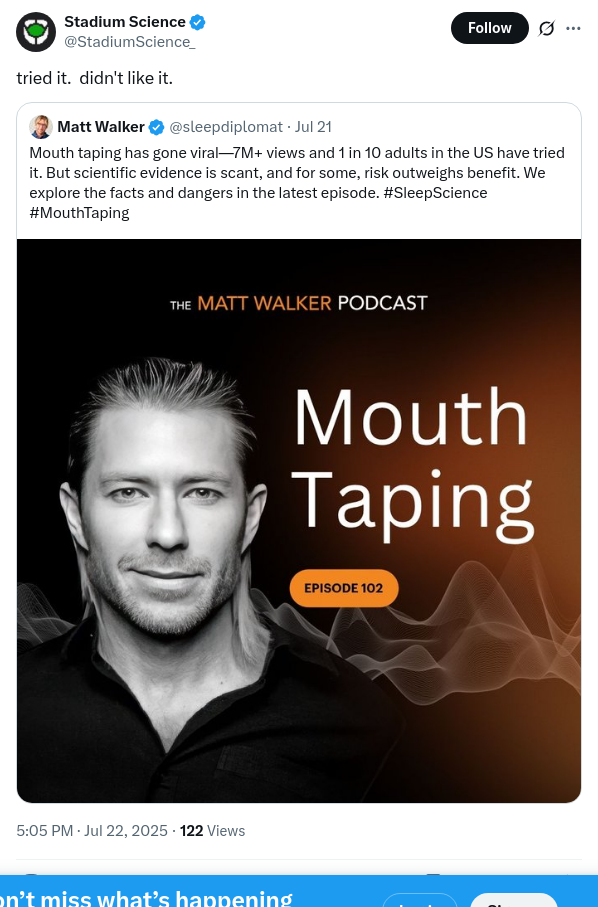 Stadium Science
@StadiumScience_
Follow
tried it.  didn't like it.
Matt Walker @sleepdiplomat · Jul 21
Mouth taping has gone viral—7M+ views and 1 in 10 adults in the US have tried
it. But scientific evidence is scant, and for some, risk outweighs benefit. We
explore the facts and dangers in the latest episode. #SleepScience
#MouthTaping
THE MATT WALKER PODCAST
Mouth
Taping
EPISODE 102
5:05 PM · Jul 22, 2025 · 122 Views
on't miss what's happening